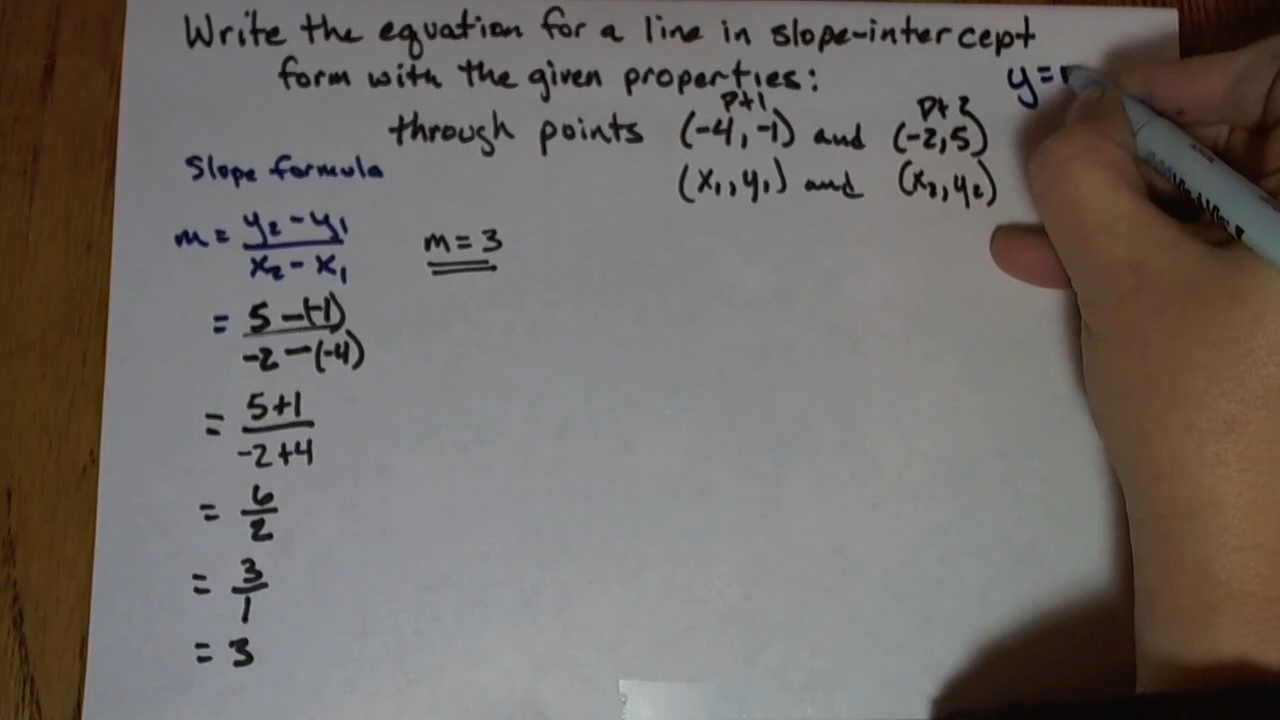 Write the equation for a line in slope-intercept
form with the given properties:
y=
pt 1 pt 2
through points (-4,-1) and (-2,5)
(x₁,y₁) and (x₂,y₂)
Slope formula
m = y₂-y₁ / x₂-x₁
m = 3
= 5-(-1) / -2-(-4)
= 5+1 / -2+4
= 6/2
= 3/1
= 3